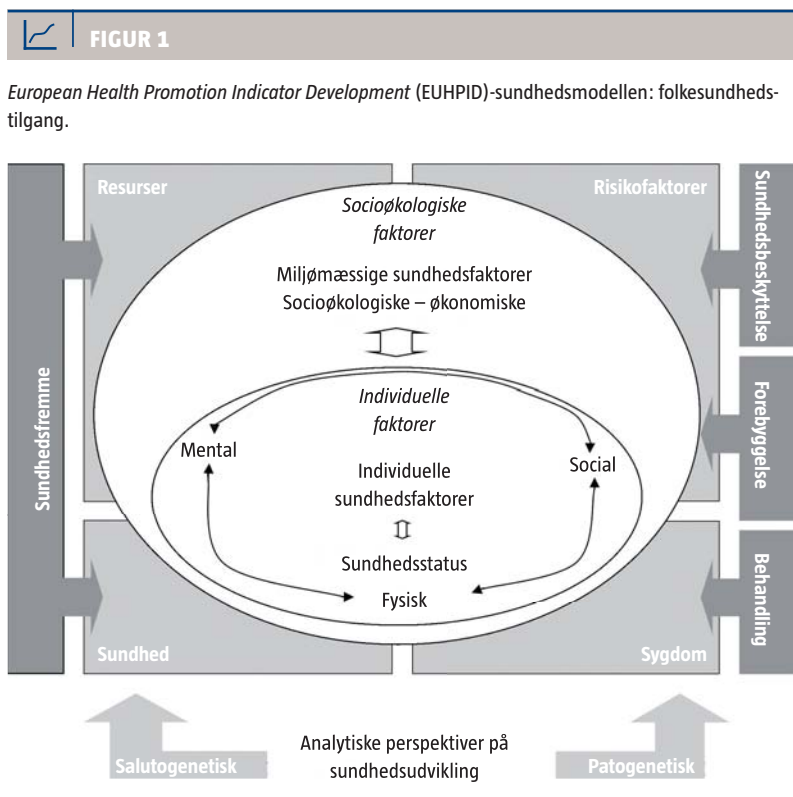 FIGUR 1
European Health Promotion Indicator Development (EUHPID)-sundhedsmodellen: folkesundheds-
tilgang.
Resurser
Risikofaktorer
Sundhedsfremme
Sundhedsbeskyttelse
Forebyggelse
Behandling
Socioøkologiske
faktorer
Miljømæssige sundhedsfaktorer
Socioøkologiske – økonomiske
Individuelle
faktorer
Mental
Social
Individuelle
sundhedsfaktorer
Sundhedsstatus
Fysisk
Sundhed
Sygdom
Analytiske perspektiver på
sundhedsudvikling
Salutogenetisk
Patogenetisk